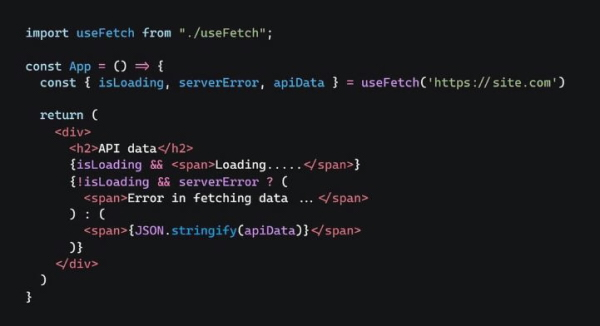 import useFetch from "./useFetch";
const App = () => {
const { isLoading, serverError, apiData } = useFetch('https://site.com')
return (
<div>
<h2>API data</h2>
{isLoading && <span>Loading.....</span>}
{!isLoading && serverError ? (
<span>Error in fetching data ...</span>
) : (
<span>{JSON.stringify(apiData)}</span>
)}
</div>
)
}